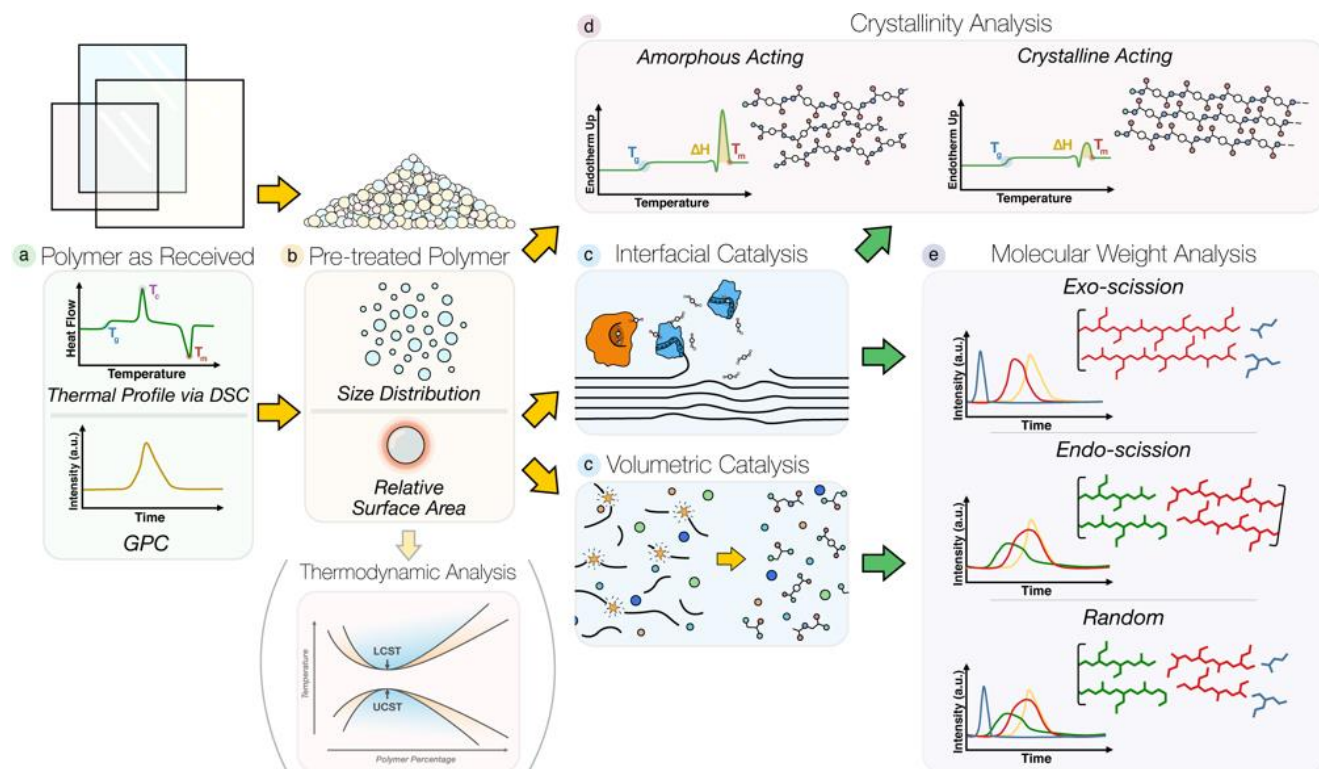 a Polymer as Received
Heat Flow
Tg
Tc
Tm
Temperature
Thermal Profile via DSC
Intensity (a.u.)
Time
GPC
b Pre-treated Polymer
Size Distribution
Relative
Surface Area
Thermodynamic Analysis
Temperature
LCST
UCST
Polymer Percentage
c Interfacial Catalysis
c Volumetric Catalysis
d Crystallinity Analysis
Amorphous Acting
Endotherm Up
Tg
ΔH
Tm
Temperature
Crystalline Acting
Endotherm Up
Tg
ΔH
Tm
Temperature
e Molecular Weight Analysis
Exo-scission
Intensity (a.u.)
Time
Endo-scission
Intensity (a.u.)
Time
Random
Intensity (a.u.)
Time